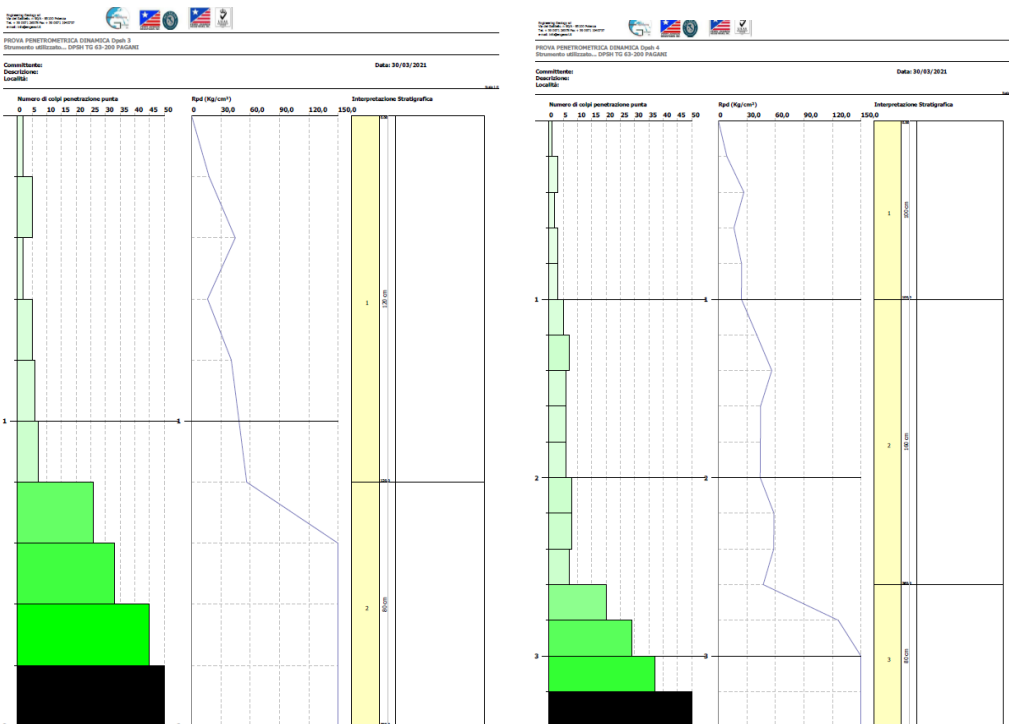 PROVA PENETROMETRICA DINAMICA Dpsh 3
Strumento utilizzato... DPSH TG 63-200 PAGANI
Committente:
Data: 30/03/2021
Descrizione:
Località:
Numero di colpi penetrazione punta
Rpd (Kg/cm²)
Interpretazione Stratigrafica
0 5 10 15 20 25 30 35 40 45 50
0 30,0 60,0 90,0 120,0 150,0
1
120 cm
1
1
2
80 cm
PROVA PENETROMETRICA DINAMICA Dpsh 4
Strumento utilizzato... DPSH TG 63-200 PAGANI
Committente:
Data: 30/03/2021
Descrizione:
Località:
Numero di colpi penetrazione punta
Rpd (Kg/cm²)
Interpretazione Stratigrafica
0 5 10 15 20 25 30 35 40 45 50
0 30,0 60,0 90,0 120,0 150,0
1
100 cm
1
1
2
160 cm
2
2
3
3
3
80 cm